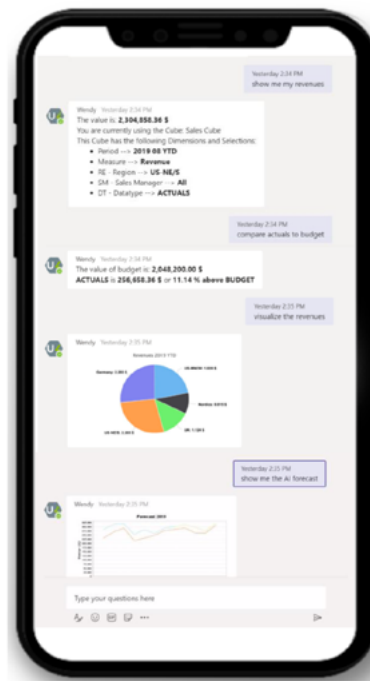 Yesterday 2:34 PM
show me my revenues
Wendy Yesterday 2:34 PM
The value is: 2,304,858.36 $
You are currently using the Cube: Sales Cube
This Cube has the following Dimensions and Selections:
• Period --> 2019 08 YTD
• Measure --> Revenue
• RE - Region --> US-NE/S
• SM - Sales Manager --> All
• DT - Datatype --> ACTUALS
Yesterday 2:34 PM
compare actuals to budget
Wendy Yesterday 2:34 PM
The value of budget is: 2,048,200.00 $
ACTUALS is 256,658.36 $ or 11.14 % above BUDGET
Yesterday 2:35 PM
visualize the revenues
Wendy Yesterday 2:35 PM
Revenues 2019 YTD
Yesterday 2:35 PM
show me the AI forecast
Wendy Yesterday 2:35 PM
Forecast 2019
Type your questions here